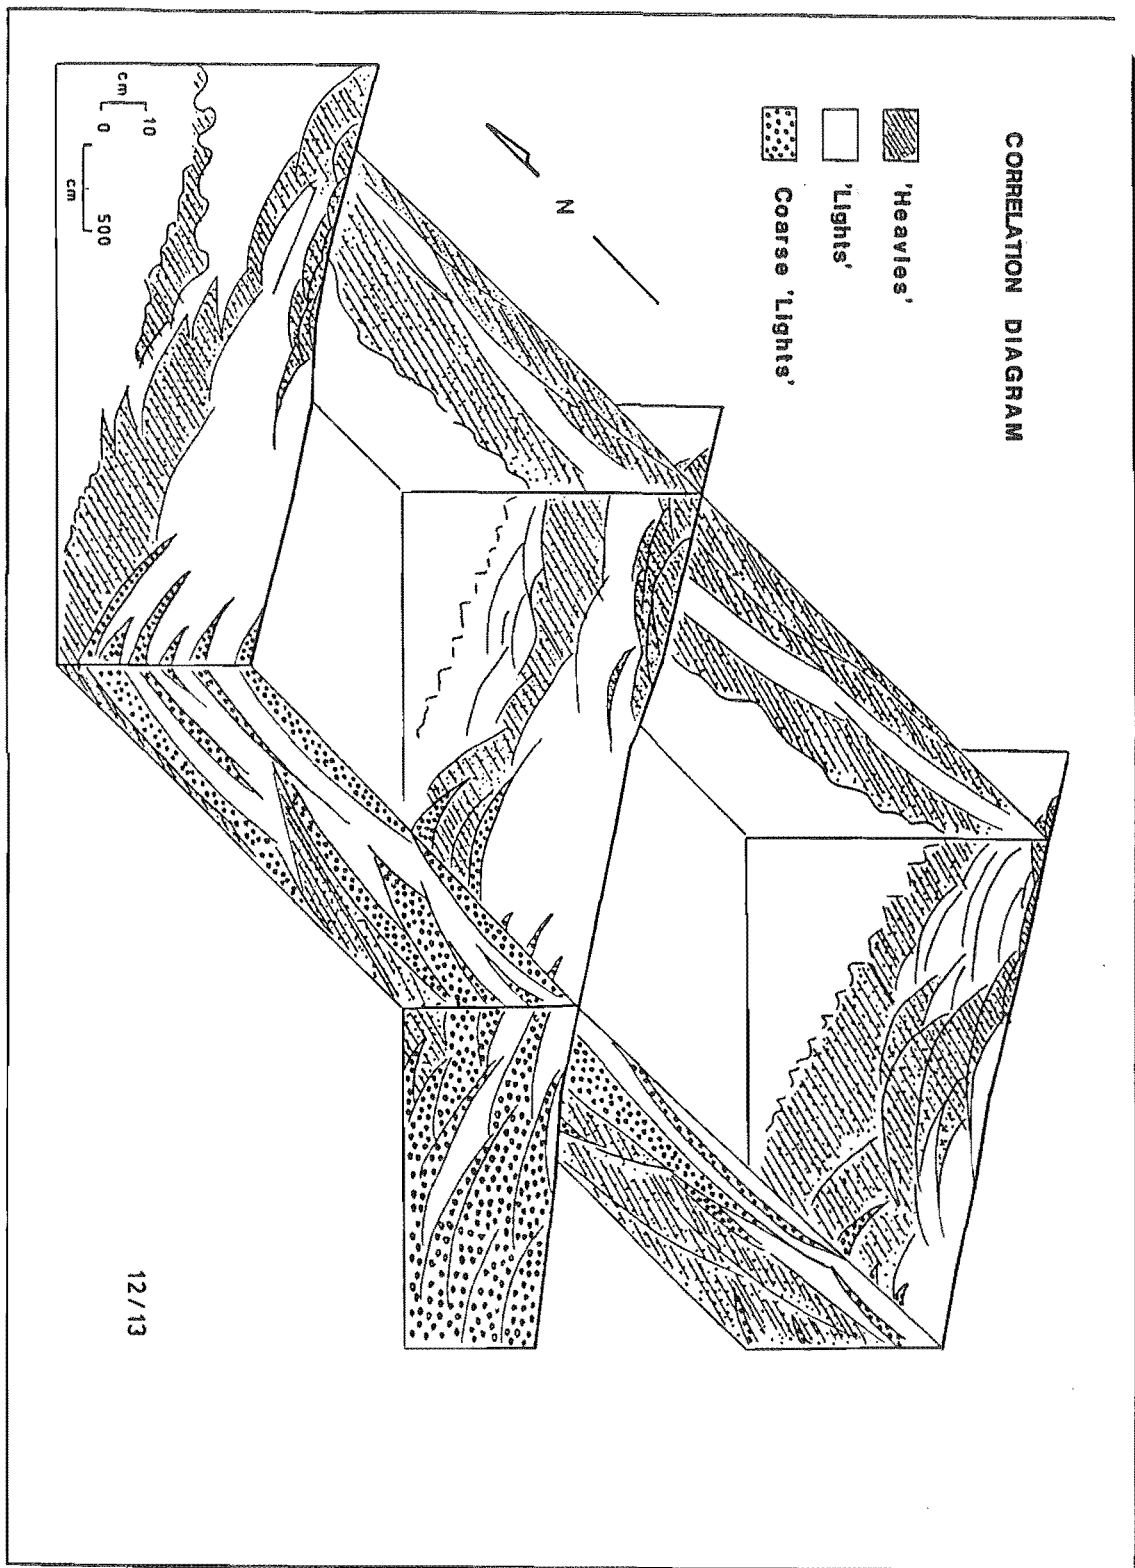 CORRELATION DIAGRAM
'Heavies'
'Lights'
Coarse 'Lights'
N
cm
10
0
cm
500
12/13